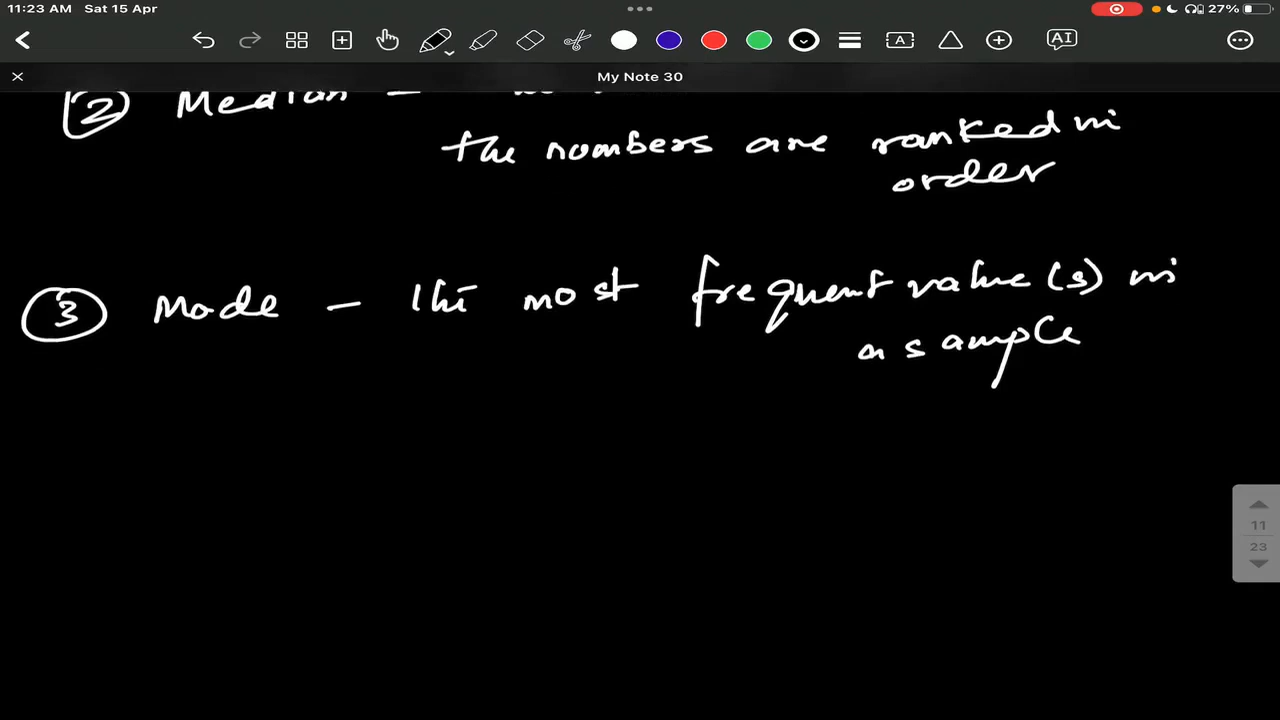 11:23 AM Sat 15 Apr
27%
A
AI
My Note 30
2 Median –
the numbers are ranked in
order
3 Mode – the most frequent value(s) in
a sample
11
23